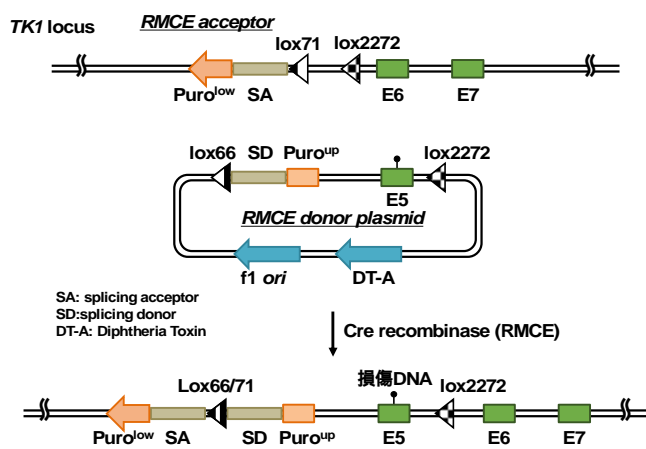 TK1 locus
RMCE acceptor
lox71
lox2272
Puro^low
SA
E6
E7
lox66
SD
Puro^up
lox2272
E5
RMCE donor plasmid
f1 ori
DT-A
SA: splicing acceptor
SD:splicing donor
DT-A: Diphtheria Toxin
Cre recombinase (RMCE)
Lox66/71
損傷DNA
lox2272
Puro^low
SA
SD
Puro^up
E5
E6
E7